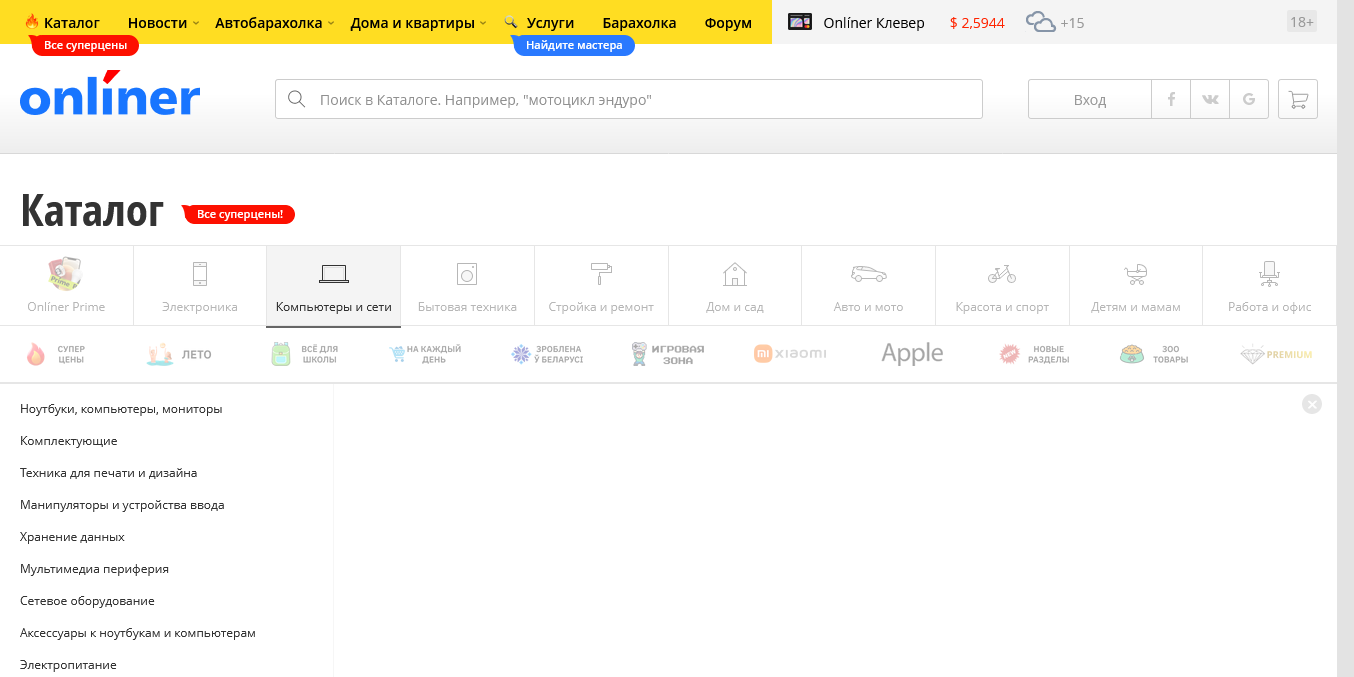 Каталог Новости Автобарахолка Дома и квартиры Услуги Барахолка Форум Onlíner Клевер $ 2,5944 +15 18+
Все суперцены Найдите мастера
onlíner
Поиск в Каталоге. Например, "мотоцикл эндуро"
Вход
Каталог
Все суперцены!
Onlíner Prime Электроника Компьютеры и сети Бытовая техника Стройка и ремонт Дом и сад Авто и мото Красота и спорт Детям и мамам Работа и офис
СУПЕР ЦЕНЫ
ЛЕТО
ВСЁ ДЛЯ ШКОЛЫ
НА КАЖДЫЙ ДЕНЬ
ЗРОБЛЕНА Ў БЕЛАРУСІ
ИГРОВАЯ ЗОНА
xiaomi
Apple
НОВЫЕ РАЗДЕЛЫ
ЗОО ТОВАРЫ
PREMIUM
Ноутбуки, компьютеры, мониторы
Комплектующие
Техника для печати и дизайна
Манипуляторы и устройства ввода
Хранение данных
Мультимедиа периферия
Сетевое оборудование
Аксессуары к ноутбукам и компьютерам
Электропитание